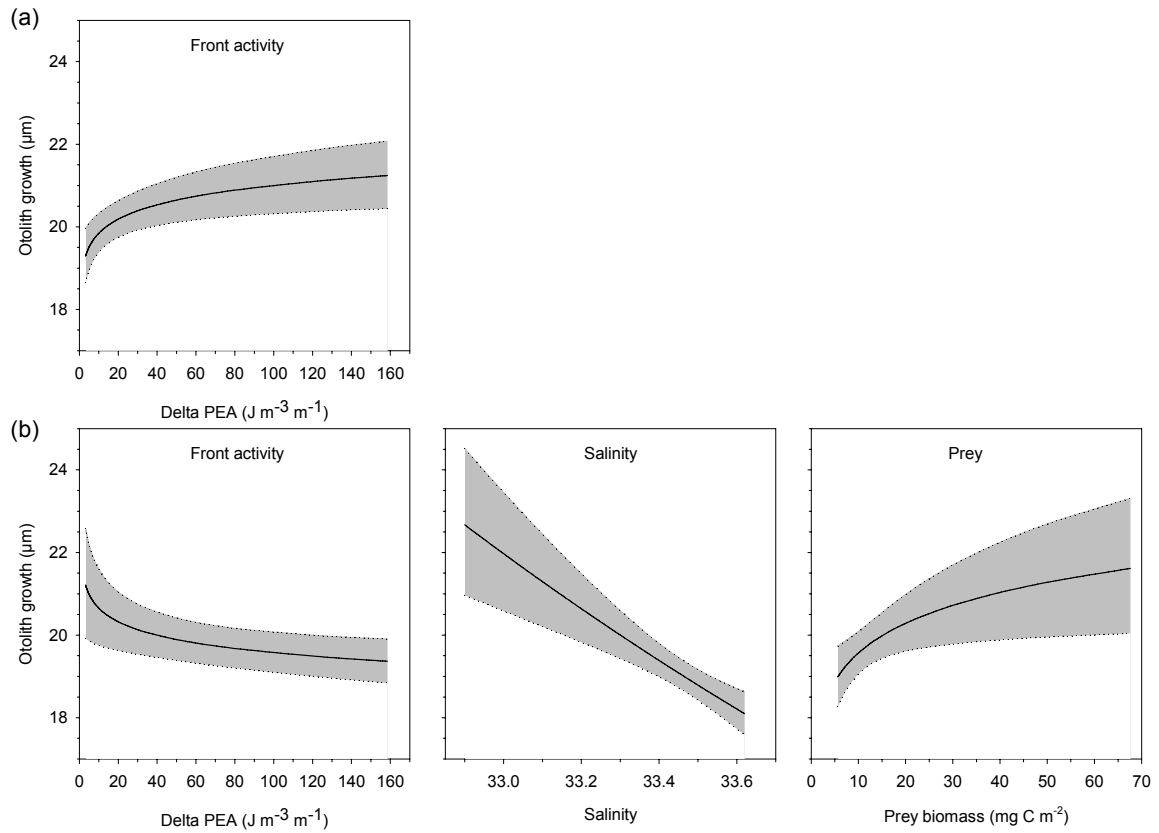 (a)
Front activity
24
22
20
18
Otolith growth (µm)
0 20 40 60 80 100 120 140 160
Delta PEA (J m-3 m-1)
(b)
Front activity
24
22
20
18
Otolith growth (µm)
0 20 40 60 80 100 120 140 160
Delta PEA (J m-3 m-1)
Salinity
33.0 33.2 33.4 33.6
Salinity
Prey
0 10 20 30 40 50 60 70
Prey biomass (mg C m-2)